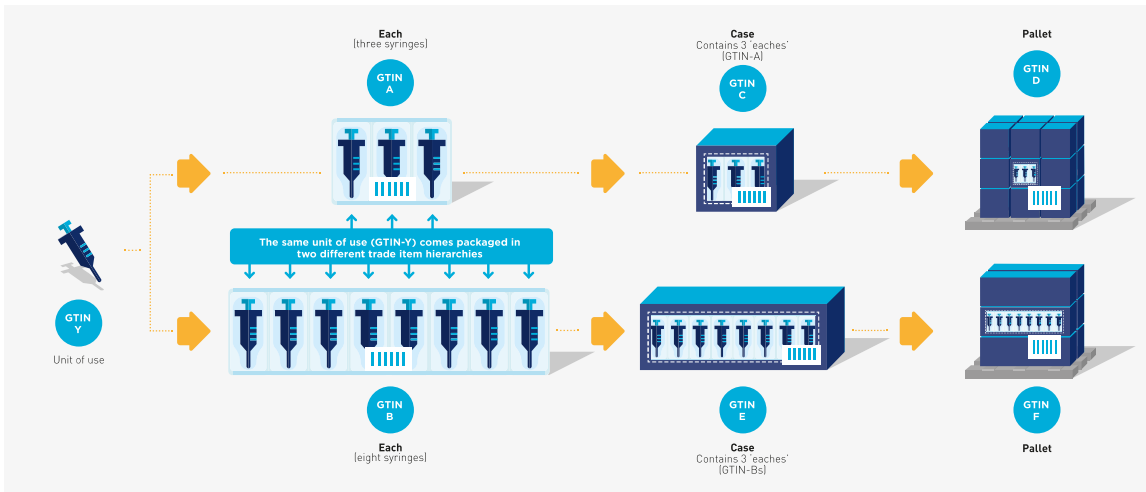 Each
(three syringes)
GTIN
A
Case
Contains 3 ‘eaches’
(GTIN-A)
GTIN
C
Pallet
GTIN
D
The same unit of use (GTIN-Y) comes packaged in
two different trade item hierarchies
GTIN
Y
Unit of use
GTIN
B
Each
(eight syringes)
GTIN
E
Case
Contains 3 ‘eaches’
(GTIN-Bs)
GTIN
F
Pallet